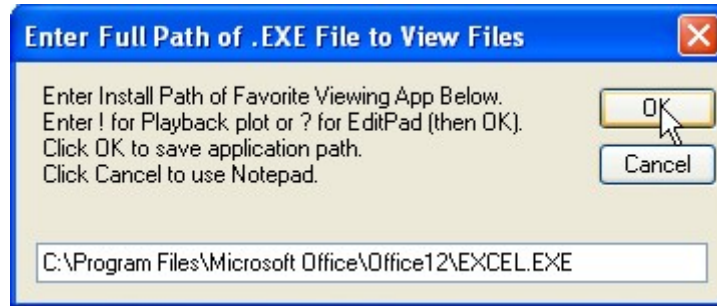 Enter Full Path of .EXE File to View Files
Enter Install Path of Favorite Viewing App Below.
Enter ! for Playback plot or ? for EditPad (then OK).
Click OK to save application path.
Click Cancel to use Notepad.
OK
Cancel
C:\Program Files\Microsoft Office\Office12\EXCEL.EXE